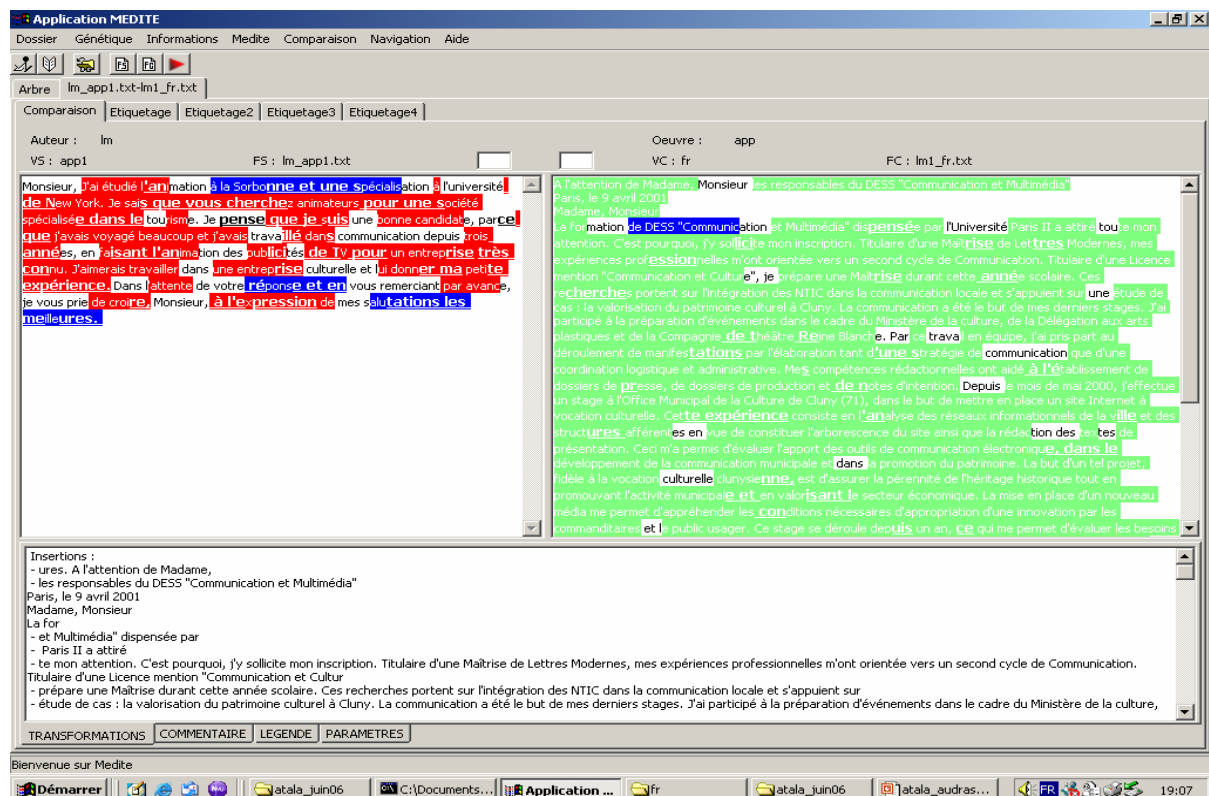 Application MEDITE
Dossier Génétique Informations Medite Comparaison Navigation Aide
Arbre lm_app1.txt-lm1_fr.txt
Comparaison Etiquetage Etiquetage2 Etiquetage3 Etiquetage4
Auteur : lm Oeuvre : app
VS : app1 FS : lm_app1.txt VC : fr FC : lm1_fr.txt
Monsieur, J'ai étudié l'animation à la Sorbonne et une spécialisation à l'université
de New York. Je sais que vous cherchez animateurs pour une société
spécialisée dans le tourisme. Je pense que je suis une bonne candidate, parce
que j'avais voyagé beaucoup et j'avais travaillé dans communication depuis trois
années, en faisant l'animation des publicités de TV pour un entreprise très
connu. J'aimerais travailler dans une entreprise culturelle et lui donner ma petite
expérience. Dans l'attente de votre réponse et en vous remerciant par avance,
je vous prie de croire, Monsieur, à l'expression de mes salutations les
meilleures.
A l'attention de Madame, Monsieur les responsables du DESS "Communication et Multimédia"
Paris, le 9 avril 2001
Madame, Monsieur
La formation de DESS "Communication et Multimédia" dispensée par l'Université Paris II a attiré toute mon
attention. C'est pourquoi, j'y sollicite mon inscription. Titulaire d'une Maîtrise de Lettres Modernes, mes
expériences professionnelles m'ont orientée vers un second cycle de Communication. Titulaire d'une Licence
mention "Communication et Culture", je prépare une Maîtrise durant cette année scolaire. Ces
recherches portent sur l'intégration des NTIC dans la communication locale et s'appuient sur une étude de
cas : la valorisation du patrimoine culturel à Cluny. La communication a été le but de mes derniers stages. J'ai
participé à la préparation d'événements dans le cadre du Ministère de la culture, de la Délégation aux arts
plastiques et de la Compagnie de théâtre Reine Blanche. Par ce travail en équipe, j'ai pris part au
déroulement de manifestations par l'élaboration tant d'une stratégie de communication que d'une
coordination logistique et administrative. Mes compétences rédactionnelles ont aidé à l'établissement de
dossiers de presse, de dossiers de production et de notes d'intention. Depuis le mois de mai 2000, j'effectue
un stage à l'Office Municipal de la Culture de Cluny (71), dans le but de mettre en place un site Internet à
vocation culturelle. Cette expérience consiste en l'analyse des réseaux informationnels de la ville et des
structures afférentes en vue de constituer l'arborescence du site ainsi que la rédaction des textes de
présentation. Ceci m'a permis d'évaluer l'apport des outils de communication électronique, dans le
développement de la communication municipale et dans la promotion du patrimoine. La but d'un tel projet,
fidèle à la vocation culturelle clunysienne, est d'assurer la pérennité de l'héritage historique tout en
promouvant l'activité municipale et en valorisant le secteur économique. La mise en place d'un nouveau
média me permet d'appréhender les conditions nécessaires d'appropriation d'une innovation par les
commanditaires et le public usager. Ce stage se déroule depuis un an, ce qui me permet d'évaluer les besoins
Insertions :
- ures. A l'attention de Madame,
- les responsables du DESS "Communication et Multimédia"
Paris, le 9 avril 2001
Madame, Monsieur
La for
- et Multimédia" dispensée par
- Paris II a attiré
- te mon attention. C'est pourquoi, j'y sollicite mon inscription. Titulaire d'une Maîtrise de Lettres Modernes, mes expériences professionnelles m'ont orientée vers un second cycle de Communication.
Titulaire d'une Licence mention "Communication et Cultur
- prépare une Maîtrise durant cette année scolaire. Ces recherches portent sur l'intégration des NTIC dans la communication locale et s'appuient sur
- étude de cas : la valorisation du patrimoine culturel à Cluny. La communication a été le but de mes derniers stages. J'ai participé à la préparation d'événements dans le cadre du Ministère de la culture,
TRANSFORMATIONS COMMENTAIRE LEGENDE PARAMETRES
Bienvenue sur Medite
Démarrer atala_juin06 C:\Documents... Application ... fr atala_juin06 atala_audras... FR 19:07